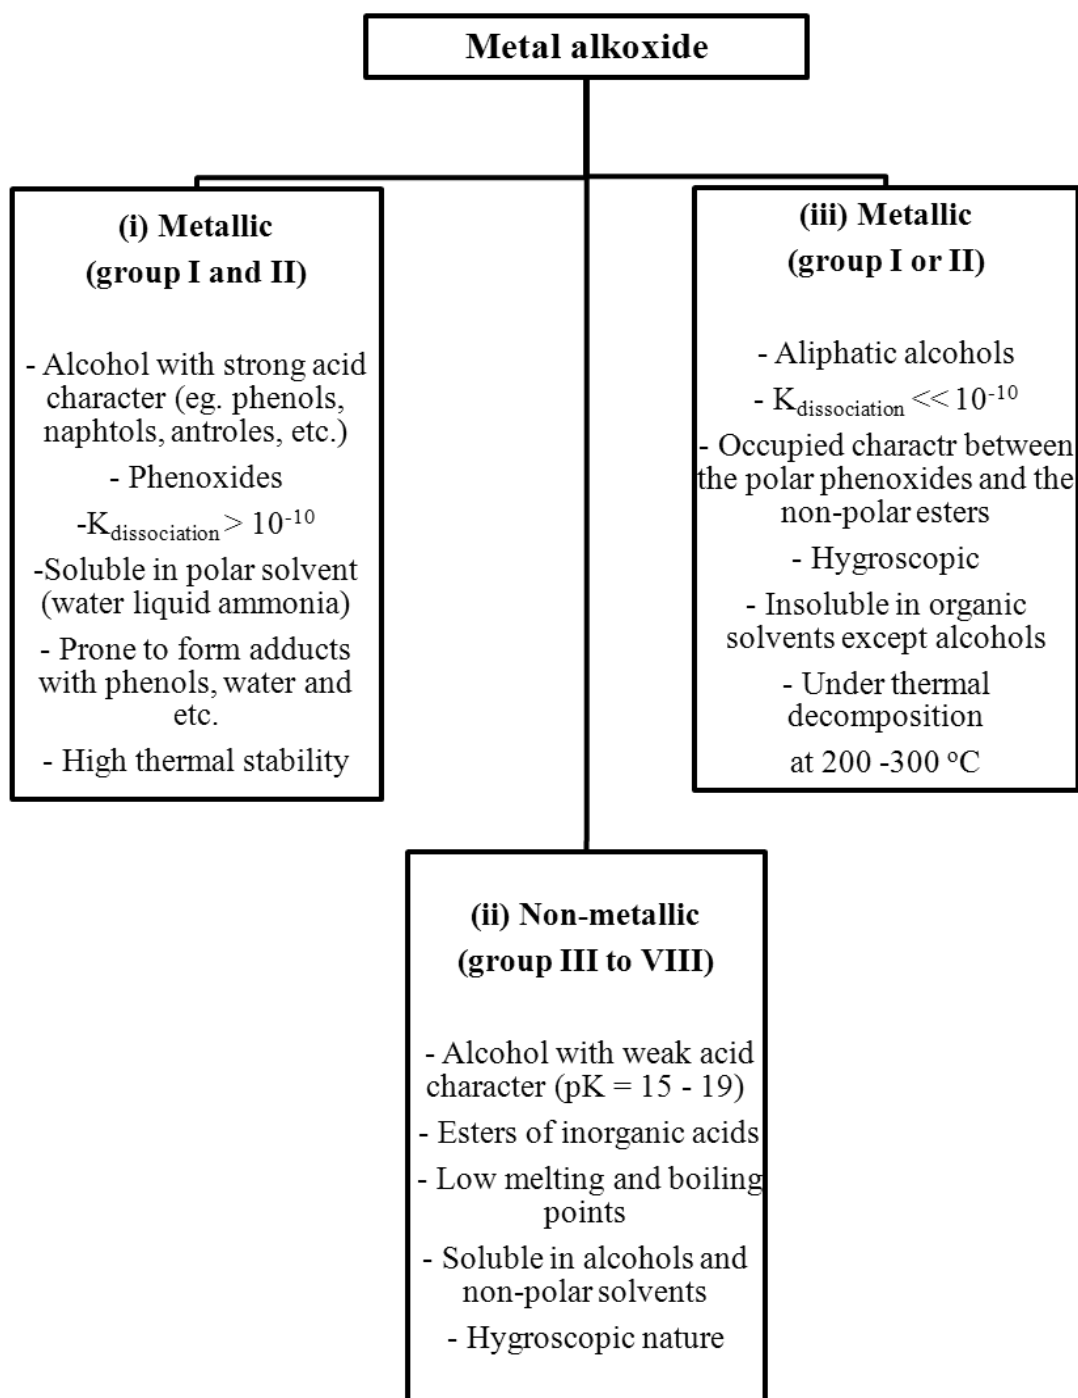 Metal alkoxide
(i) Metallic
(group I and II)
- Alcohol with strong acid
character (eg. phenols,
naphtols, antroles, etc.)
- Phenoxides
-Kdissociation > 10-10
-Soluble in polar solvent
(water liquid ammonia)
- Prone to form adducts
with phenols, water and
etc.
- High thermal stability
(iii) Metallic
(group I or II)
- Aliphatic alcohols
- Kdissociation << 10-10
- Occupied charactr between
the polar phenoxides and the
non-polar esters
- Hygroscopic
- Insoluble in organic
solvents except alcohols
- Under thermal
decomposition
at 200 -300 °C
(ii) Non-metallic
(group III to VIII)
- Alcohol with weak acid
character (pK = 15 - 19)
- Esters of inorganic acids
- Low melting and boiling
points
- Soluble in alcohols and
non-polar solvents
- Hygroscopic nature